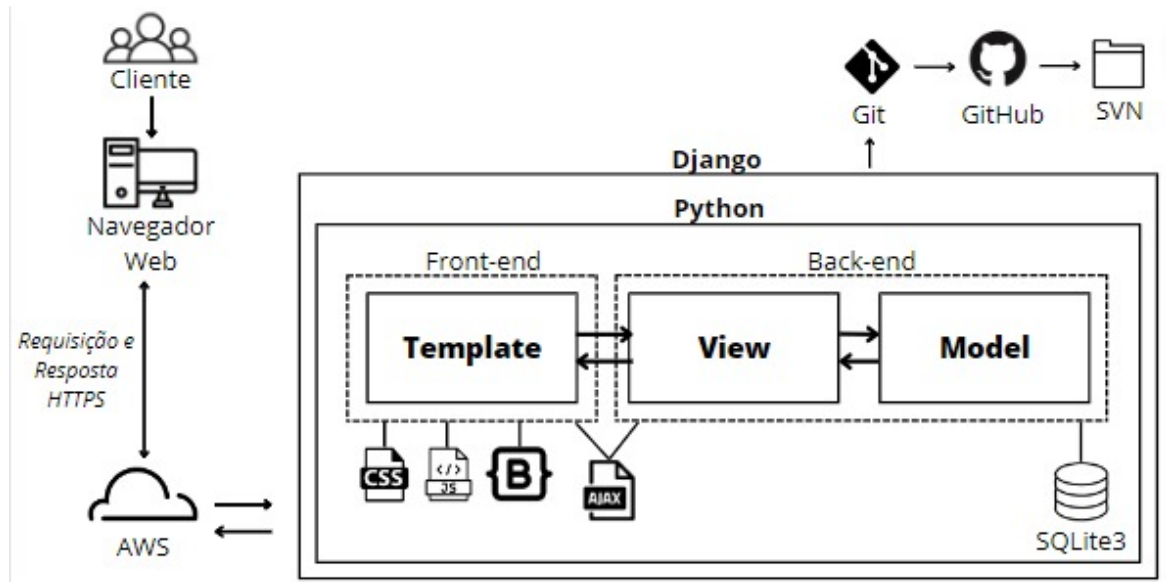 Cliente
Navegador
Web
Requisição e
Resposta
HTTPS
AWS
Git
GitHub
SVN
Django
Python
Front-end
Back-end
Template
View
Model
CSS
</>
JS
B
AJAX
SQLite3